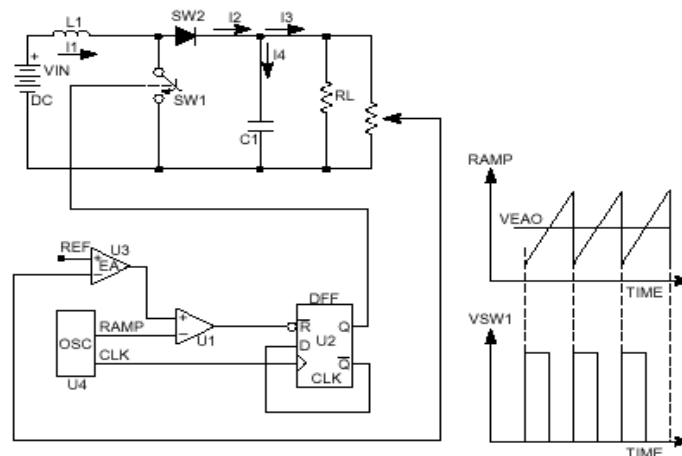 SW2
L1
I2
I3
I1
I4
+
VIN
SW1
RL
DC
C1
RAMP
VEAO
REF
U3
+
EA
−
DFF
TIME
+
R
Q
VSW1
OSC
RAMP
−
D
U2
U1
CLK
Q
U4
CLK
TIME